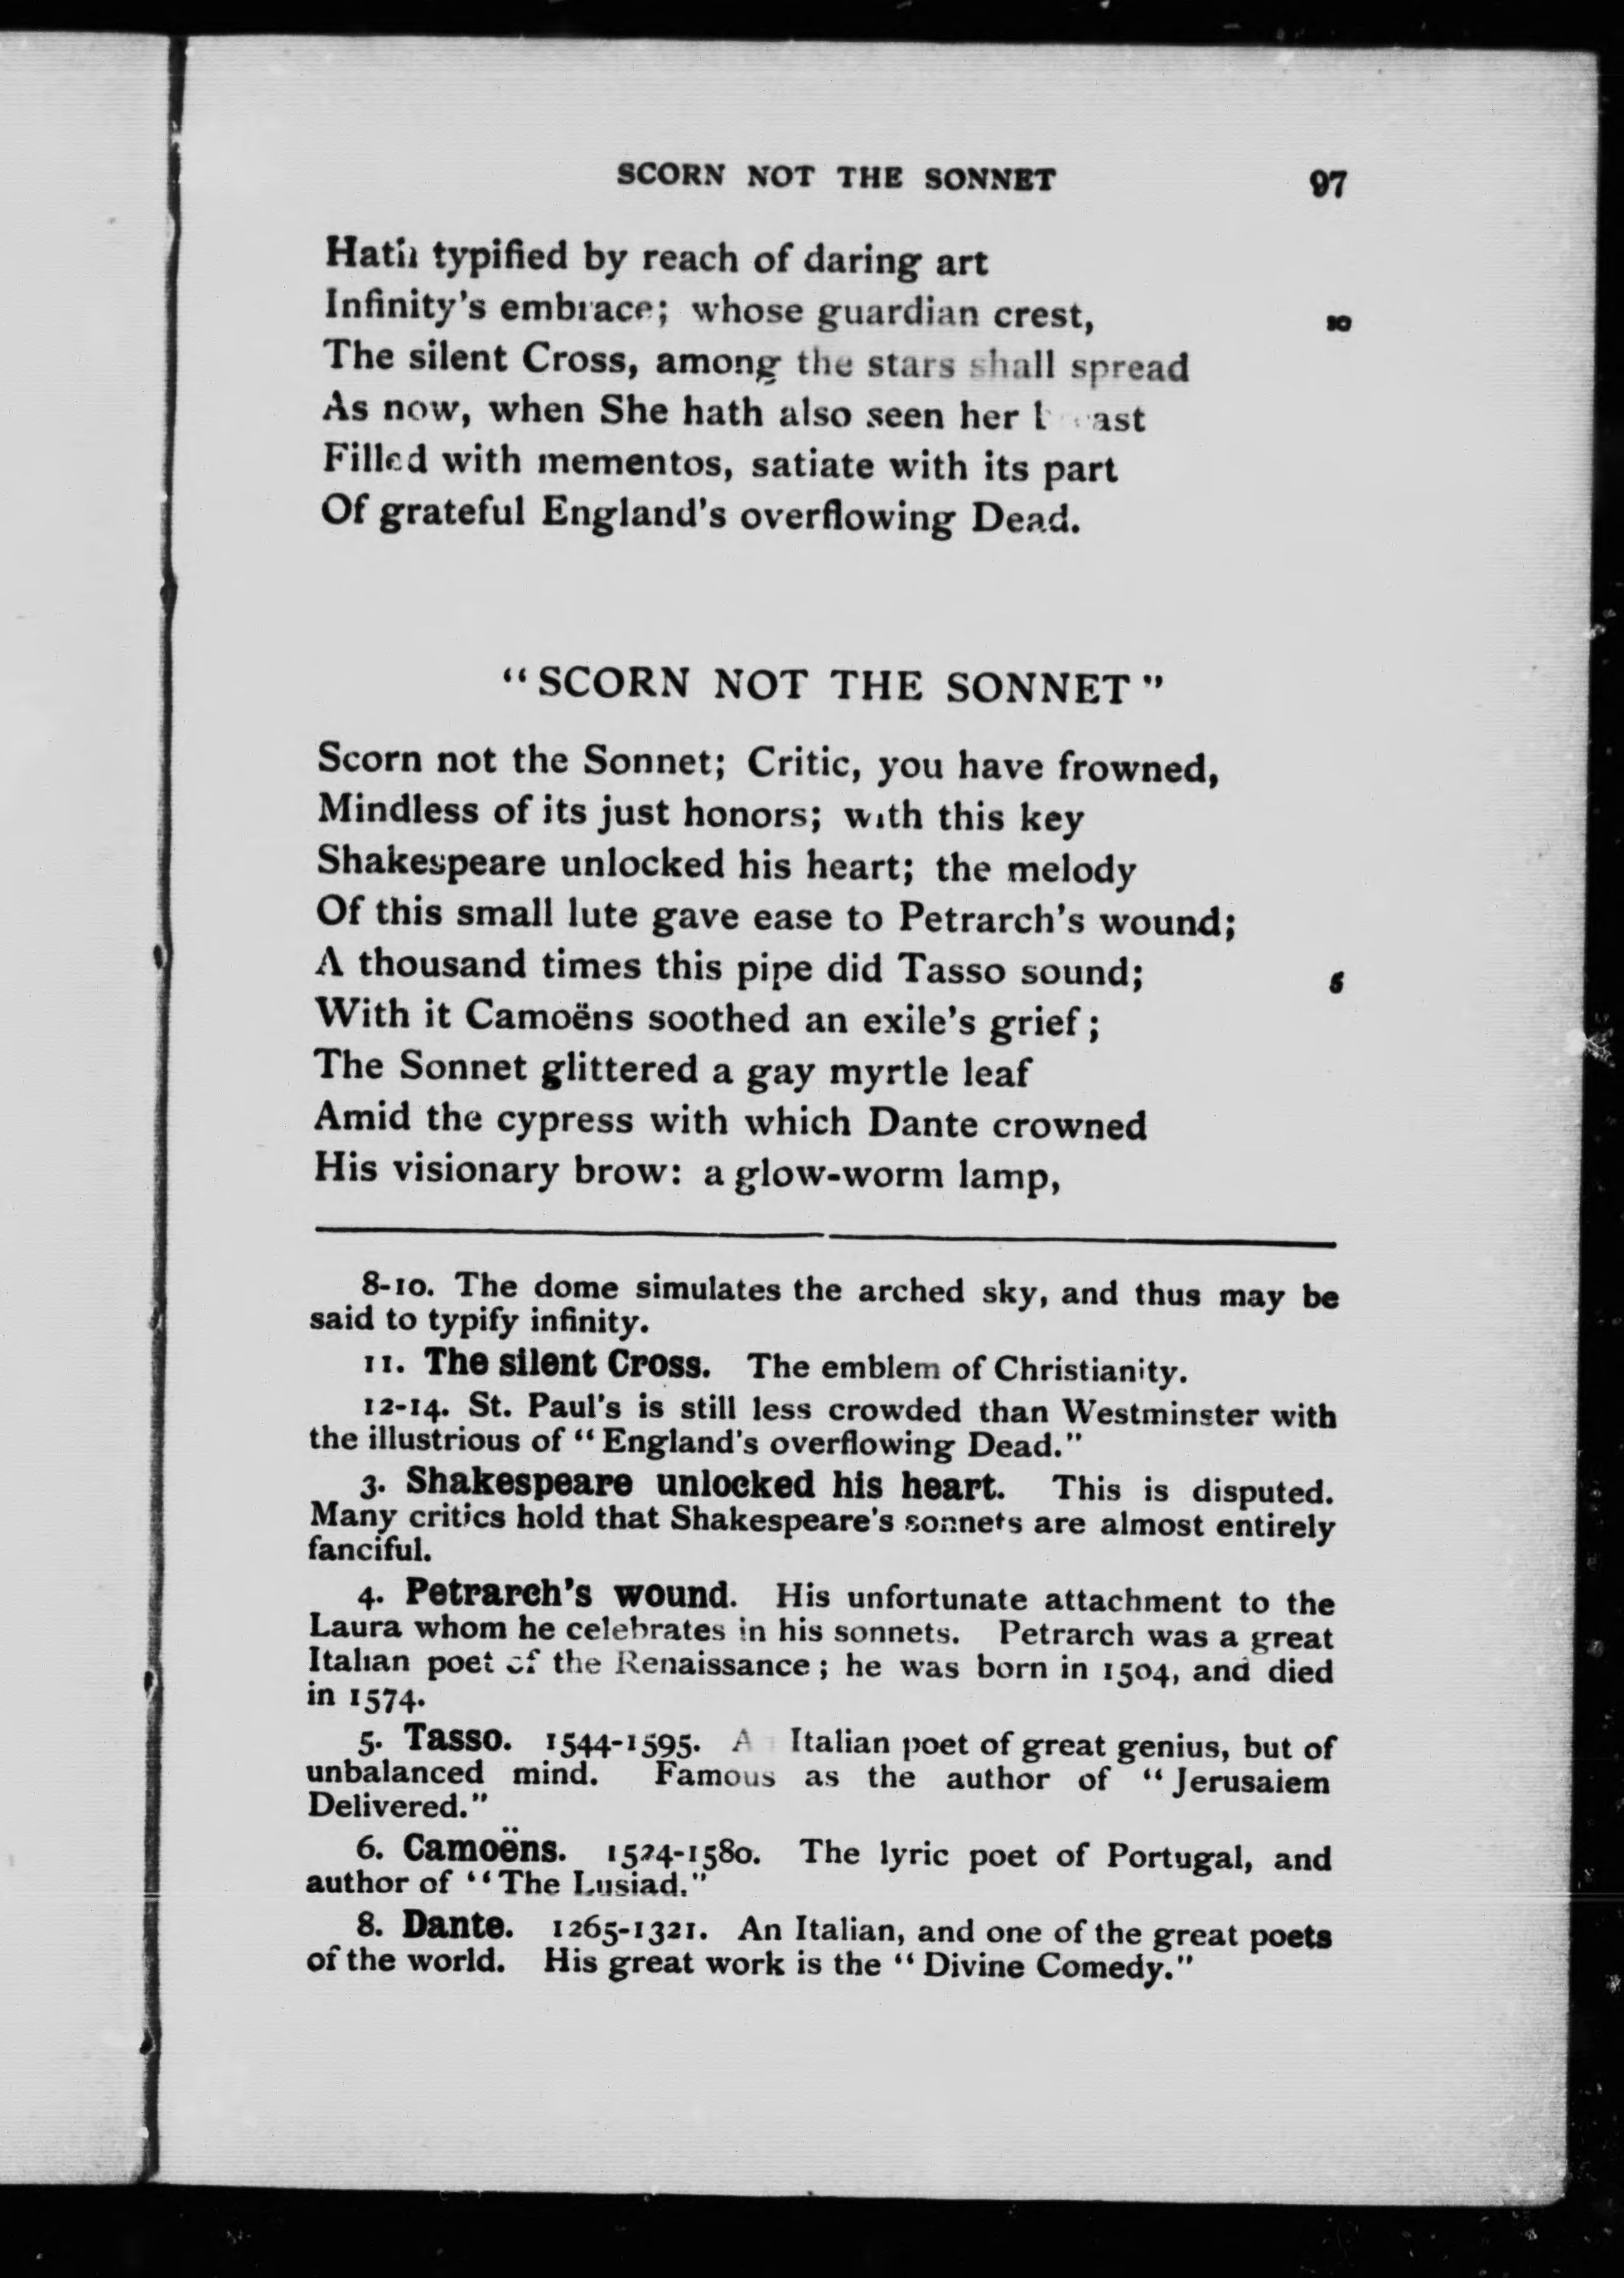 SCORN NOT THE SONNET 97
Hath typified by reach of daring art
Infinity's embrace; whose guardian crest, 10
The silent Cross, among the stars shall spread
As now, when She hath also seen her
Filled with mementos, satiate with its part
Of grateful England's overflowing Dead.
"SCORN NOT THE SONNET"
Scorn not the Sonnet; Critic, you have frowned,
Mindless of its just honors; with this key
Shakespeare unlocked his heart; the melody
Of this small lute gave ease to Petrarch's wound;
A thousand times this pipe did Tasso sound; 5
With it Camoëns soothed an exile's grief;
The Sonnet glittered a gay myrtle leaf
Amid the cypress with which Dante crowned
His visionary brow: a glow-worm lamp,
8-10. The dome simulates the arched sky, and thus may be
said to typify infinity.
11. The silent Cross. The emblem of Christianity.
12-14. St. Paul's is still less crowded than Westminster with
the illustrious of "England's overflowing Dead."
3. Shakespeare unlocked his heart. This is disputed.
Many critics hold that Shakespeare's sonnets are almost entirely
fanciful.
4. Petrarch's wound. His unfortunate attachment to the
Laura whom he celebrates in his sonnets. Petrarch was a great
Italian poet of the Renaissance; he was born in 1504, and died
in 1574.
5. Tasso. 1544-1595. An Italian poet of great genius, but of
unbalanced mind. Famous as the author of "Jerusalem
Delivered."
6. Camoëns. 1524-1580. The lyric poet of Portugal, and
author of "The Lusiad."
8. Dante. 1265-1321. An Italian, and one of the great poets
of the world. His great work is the "Divine Comedy."